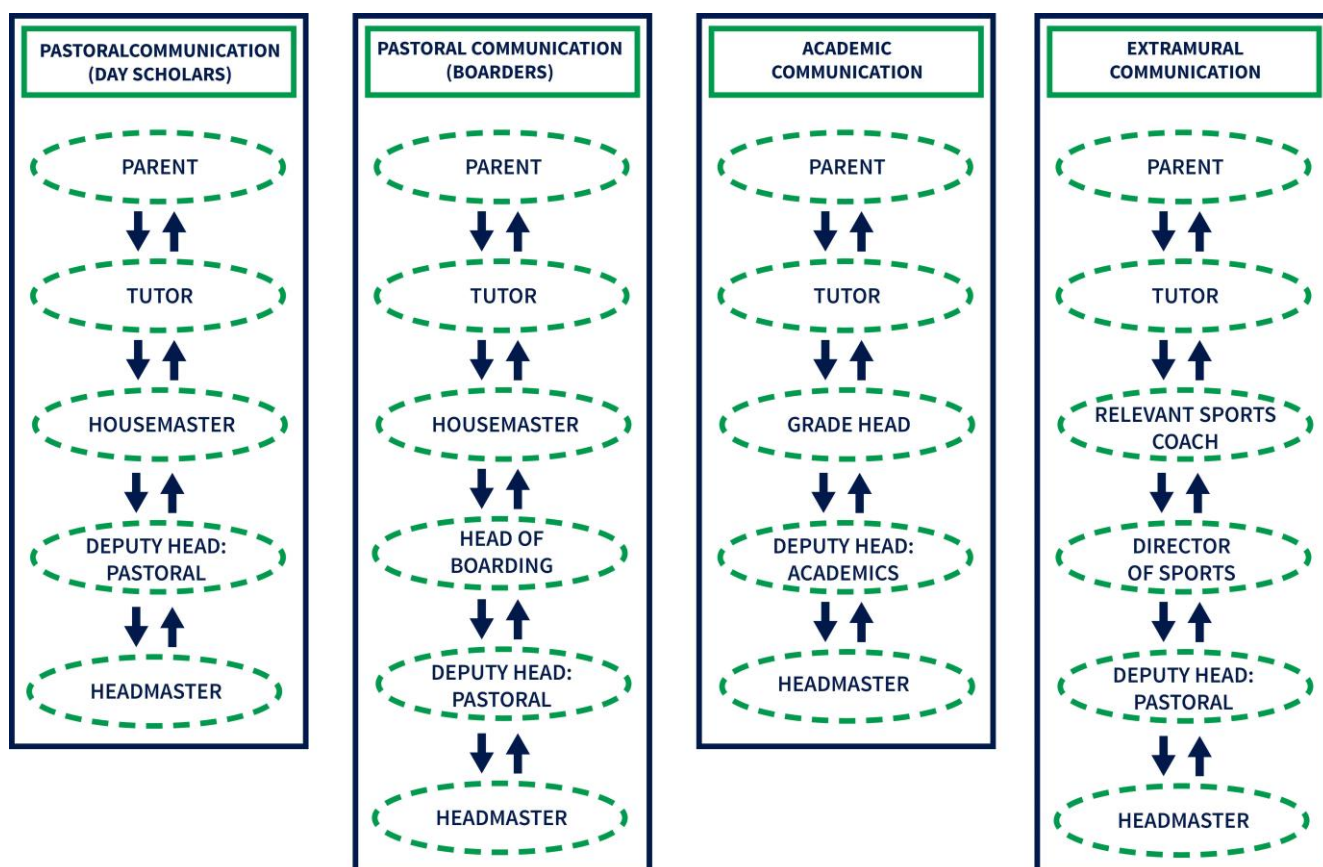 PASTORALCOMMUNICATION
(DAY SCHOLARS)
PARENT
TUTOR
HOUSEMASTER
DEPUTY HEAD:
PASTORAL
HEADMASTER
PASTORAL COMMUNICATION
(BOARDERS)
PARENT
TUTOR
HOUSEMASTER
HEAD OF
BOARDING
DEPUTY HEAD:
PASTORAL
HEADMASTER
ACADEMIC
COMMUNICATION
PARENT
TUTOR
GRADE HEAD
DEPUTY HEAD:
ACADEMICS
HEADMASTER
EXTRAMURAL
COMMUNICATION
PARENT
TUTOR
RELEVANT SPORTS
COACH
DIRECTOR
OF SPORTS
DEPUTY HEAD:
PASTORAL
HEADMASTER